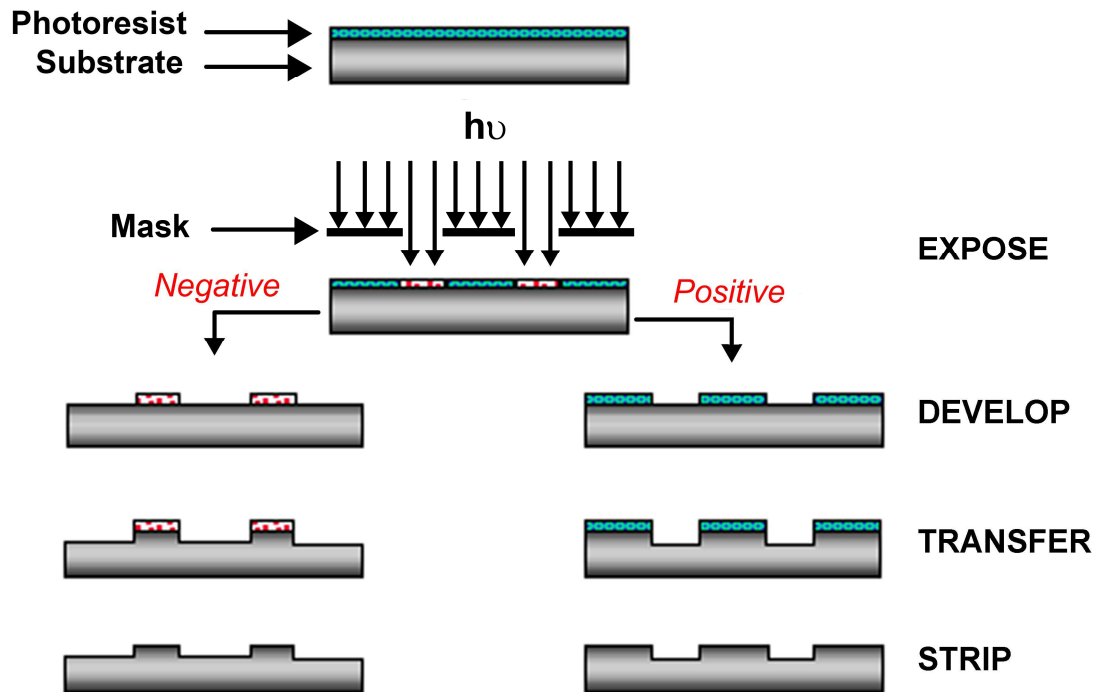 Photoresist
Substrate
hυ
Mask
EXPOSE
Negative
Positive
DEVELOP
TRANSFER
STRIP